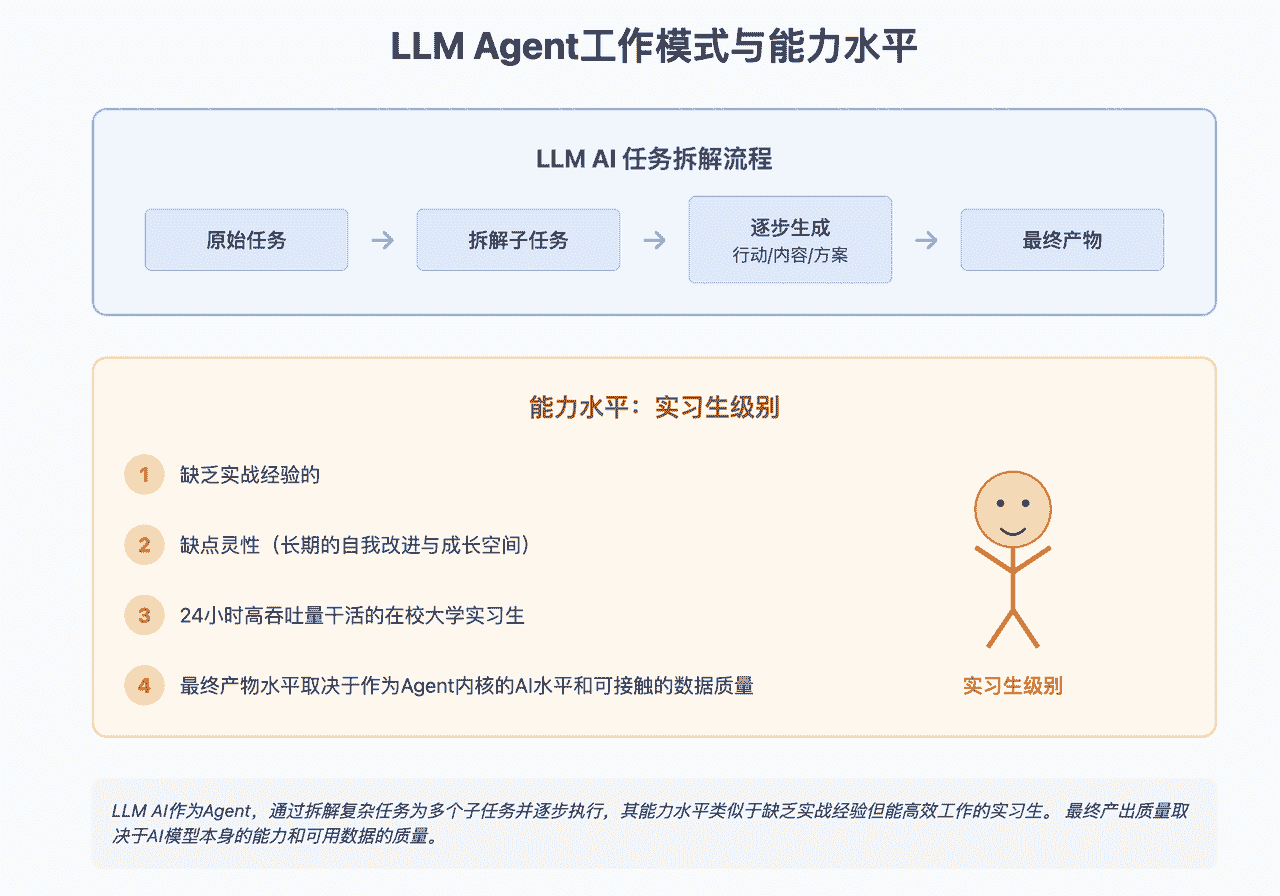 LLM Agent工作模式与能力水平
LLM AI 任务拆解流程
原始任务
→
拆解子任务
→
逐步生成
行动/内容/方案
→
最终产物
能力水平：实习生级别
1 缺乏实战经验的
2 缺点灵性（长期的自我改进与成长空间）
3 24小时高吞吐量干活的在校大学实习生
4 最终产物水平取决于作为Agent内核的AI水平和可接触的数据质量
实习生级别
LLM AI作为Agent，通过拆解复杂任务为多个子任务并逐步执行，其能力水平类似于缺乏实战经验但能高效工作的实习生。 最终产出质量取
决于AI模型本身的能力和可用数据的质量。